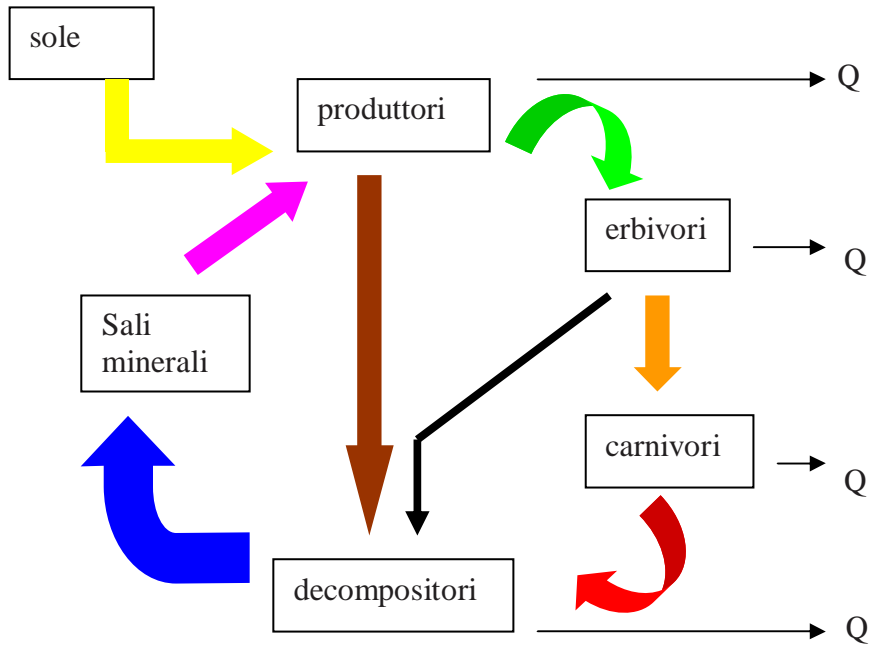 sole
produttori
Q
erbivori
Q
Sali
minerali
carnivori
Q
decompositori
Q